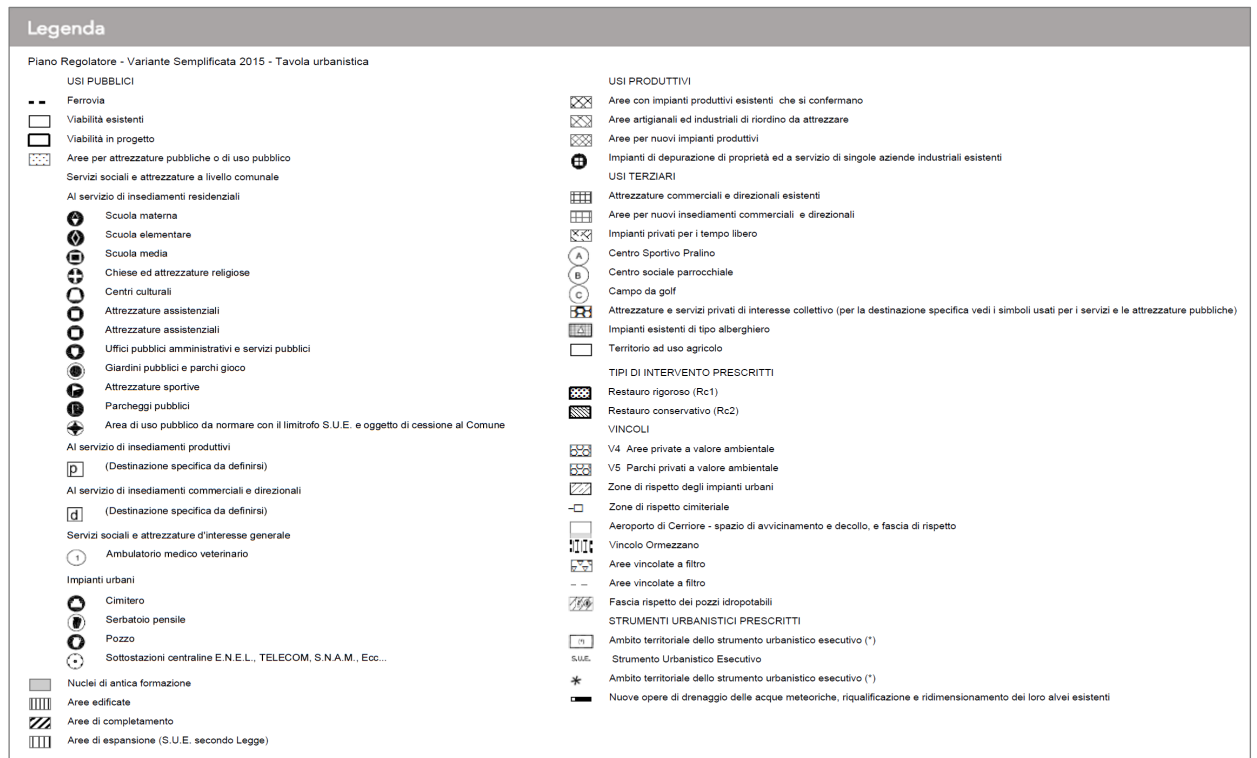 Legenda
Piano Regolatore - Variante Semplificata 2015 - Tavola urbanistica
USI PUBBLICI
Ferrovia
Viabilità esistenti
Viabilità in progetto
Aree per attrezzature pubbliche o di uso pubblico
Servizi sociali e attrezzature a livello comunale
Al servizio di insediamenti residenziali
Scuola materna
Scuola elementare
Scuola media
Chiese ed attrezzature religiose
Centri culturali
Attrezzature assistenziali
Attrezzature assistenziali
Uffici pubblici amministrativi e servizi pubblici
Giardini pubblici e parchi gioco
Attrezzature sportive
Parcheggi pubblici
Area di uso pubblico da normare con il limitrofo S.U.E. e oggetto di cessione al Comune
Al servizio di insediamenti produttivi
p (Destinazione specifica da definirsi)
Al servizio di insediamenti commerciali e direzionali
d (Destinazione specifica da definirsi)
Servizi sociali e attrezzature d'interesse generale
1 Ambulatorio medico veterinario
Impianti urbani
Cimitero
Serbatoio pensile
Pozzo
Sottostazioni centraline E.N.E.L., TELECOM, S.N.A.M., Ecc...
Nuclei di antica formazione
Aree edificate
Aree di completamento
Aree di espansione (S.U.E. secondo Legge)
USI PRODUTTIVI
Aree con impianti produttivi esistenti che si confermano
Aree artigianali ed industriali di riordino da attrezzare
Aree per nuovi impianti produttivi
Impianti di depurazione di proprietà ed a servizio di singole aziende industriali esistenti
USI TERZIARI
Attrezzature commerciali e direzionali esistenti
Aree per nuovi insediamenti commerciali e direzionali
Impianti privati per i tempo libero
A Centro Sportivo Pralino
B Centro sociale parrocchiale
C Campo da golf
Attrezzature e servizi privati di interesse collettivo (per la destinazione specifica vedi i simboli usati per i servizi e le attrezzature pubbliche)
Impianti esistenti di tipo alberghiero
Territorio ad uso agricolo
TIPI DI INTERVENTO PRESCRITTI
Restauro rigoroso (Rc1)
Restauro conservativo (Rc2)
VINCOLI
V4 Aree private a valore ambientale
V5 Parchi privati a valore ambientale
Zone di rispetto degli impianti urbani
Zone di rispetto cimiteriale
Aeroporto di Cerriore - spazio di avvicinamento e decollo, e fascia di rispetto
Vincolo Ormezzano
Aree vincolate a filtro
Aree vincolate a filtro
Fascia rispetto dei pozzi idropotabili
STRUMENTI URBANISTICI PRESCRITTI
(*) Ambito territoriale dello strumento urbanistico esecutivo (*)
S.U.E. Strumento Urbanistico Esecutivo
* Ambito territoriale dello strumento urbanistico esecutivo (*)
Nuove opere di drenaggio delle acque meteoriche, riqualificazione e ridimensionamento dei loro alvei esistenti